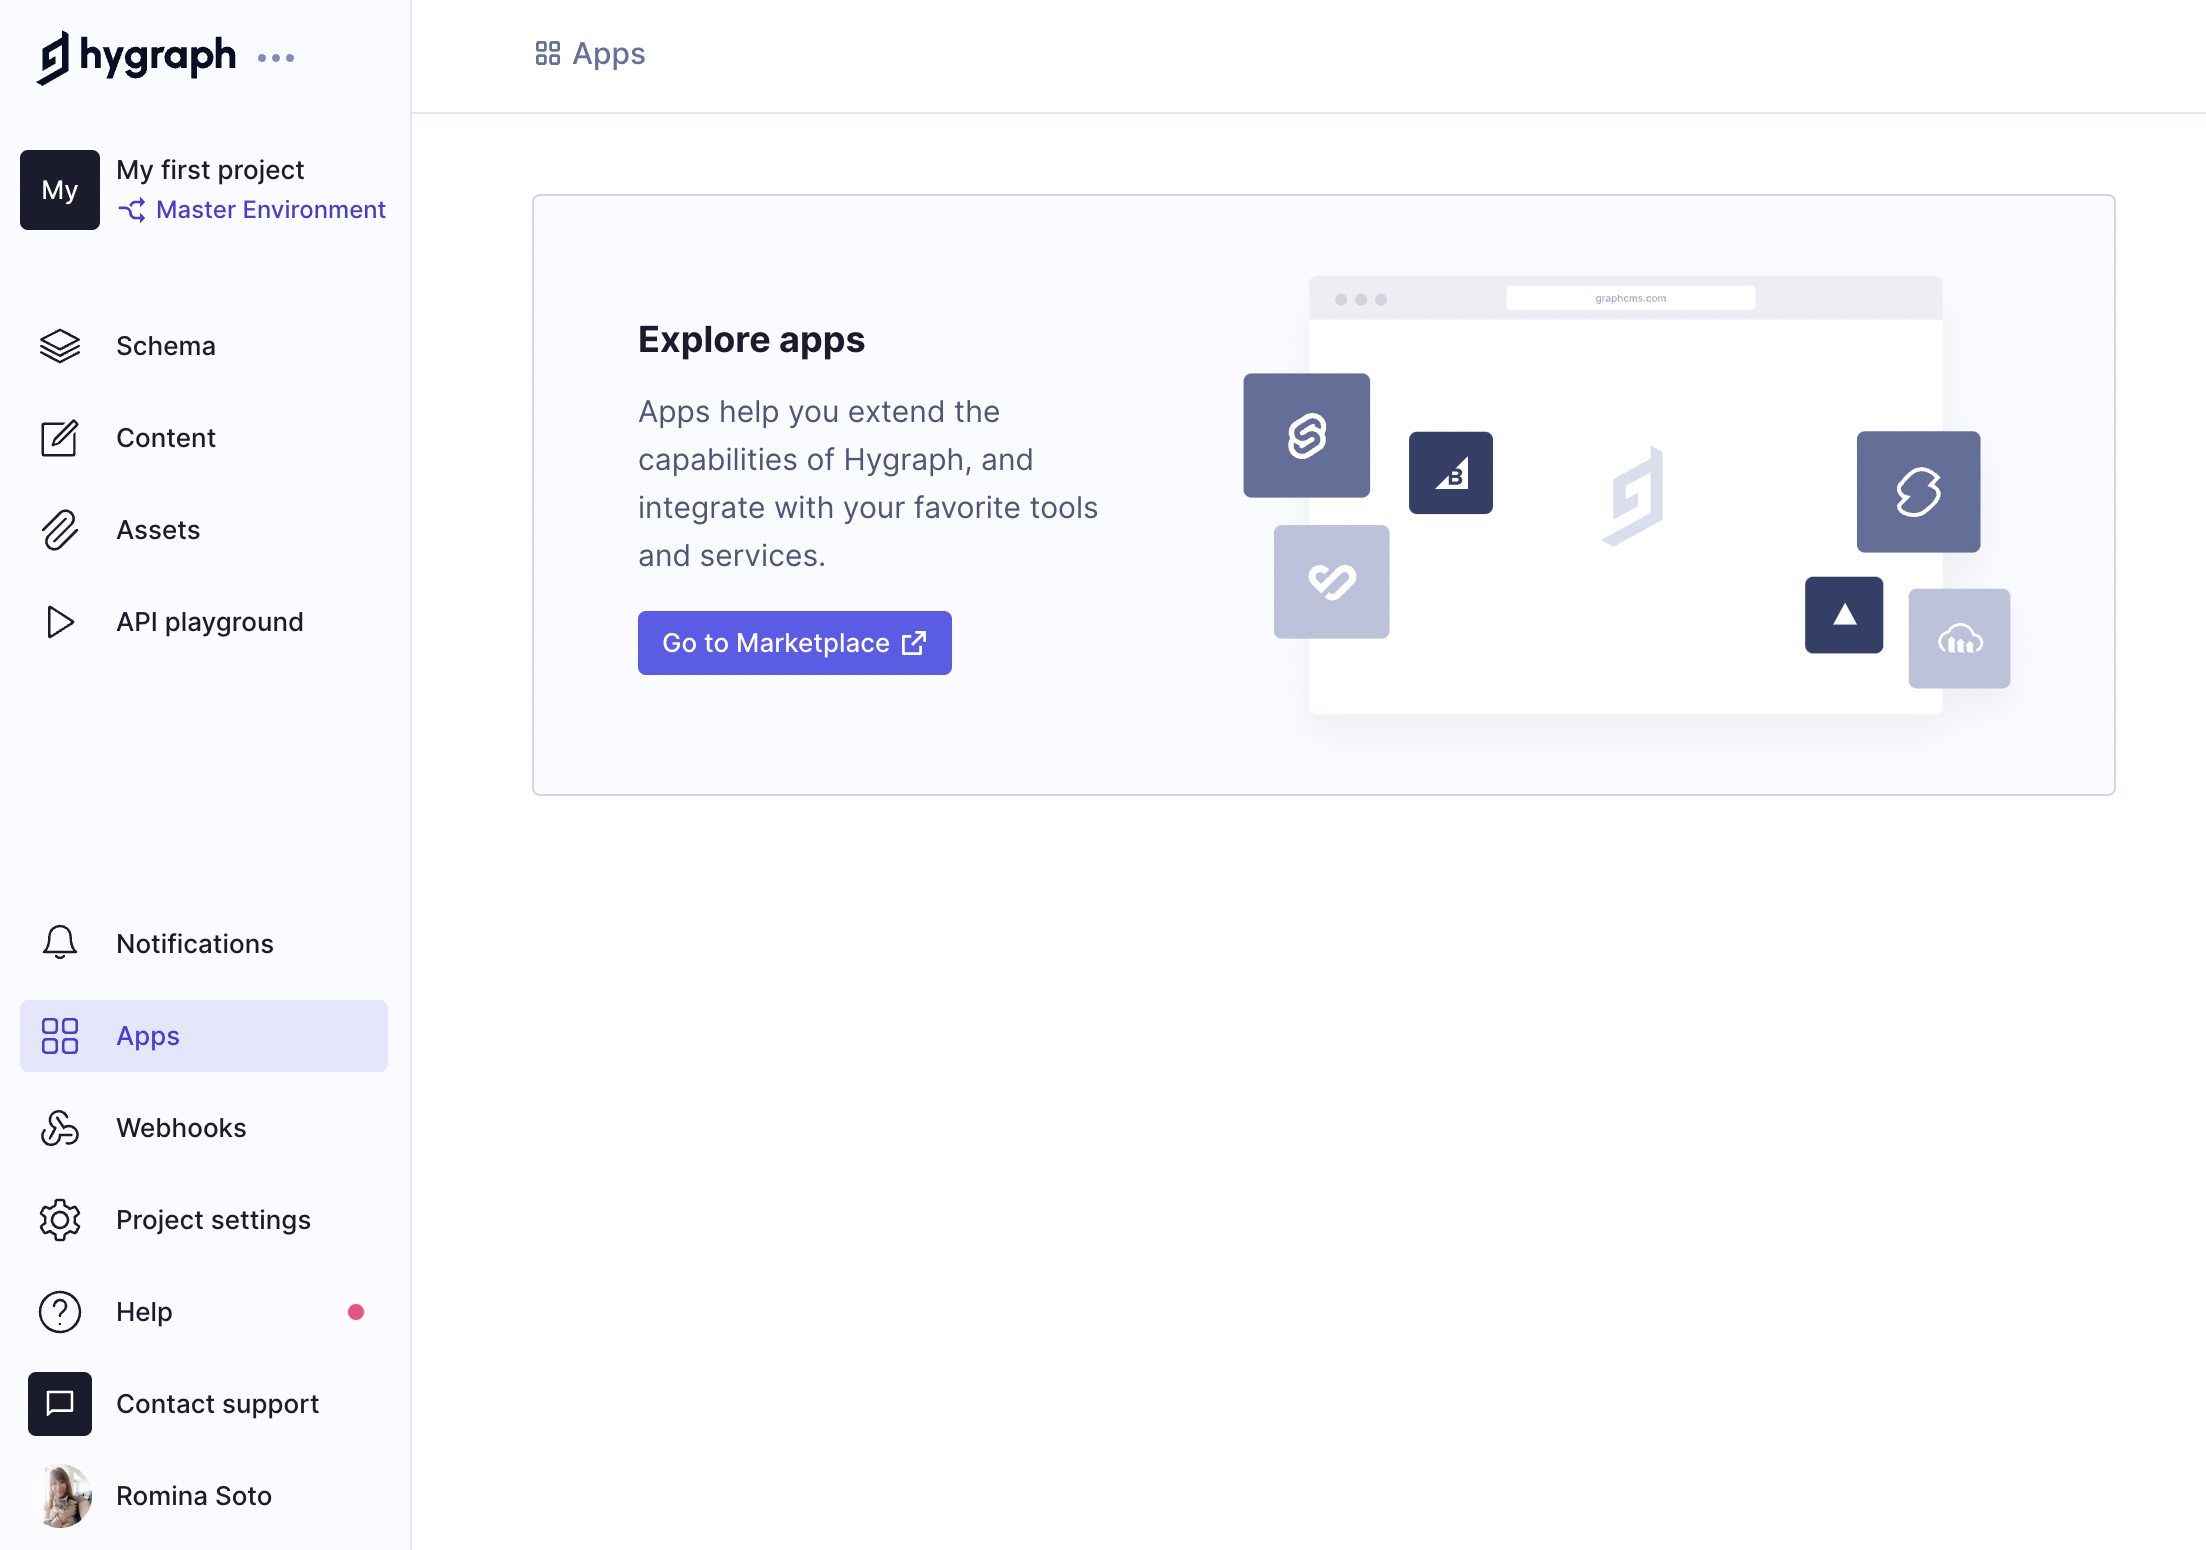 hygraph
My
My first project
Master Environment
Schema
Content
Assets
API playground
Notifications
Apps
Webhooks
Project settings
Help
Contact support
Romina Soto
Apps
Explore apps
Apps help you extend the
capabilities of Hygraph, and
integrate with your favorite tools
and services.
Go to Marketplace
graphcms.com
B